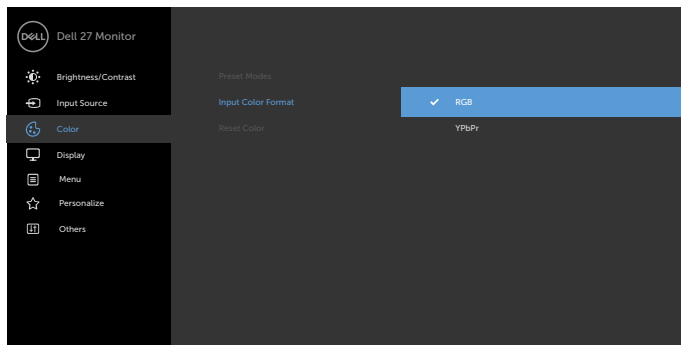 DELL Dell 27 Monitor
Brightness/Contrast
Preset Modes
Input Source
Input Color Format
RGB
Color
Reset Color
YPbPr
Display
Menu
Personalize
Others